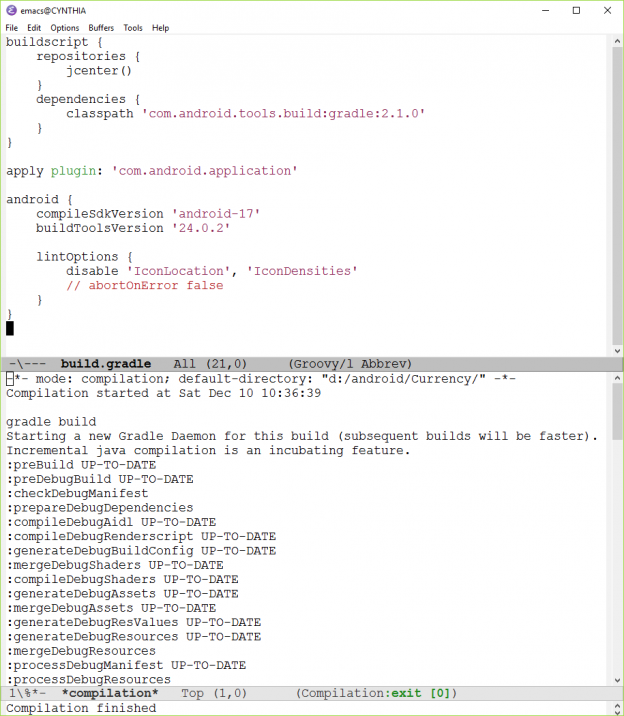 emacs@CYNTHIA
File Edit Options Buffers Tools Help
buildscript {
    repositories {
        jcenter()
    }
    dependencies {
        classpath 'com.android.tools.build:gradle:2.1.0'
    }
}
apply plugin: 'com.android.application'
android {
    compileSdkVersion 'android-17'
    buildToolsVersion '24.0.2'
    lintOptions {
        disable 'IconLocation', 'IconDensities'
        // abortOnError false
    }
}
-\--- build.gradle All (21,0) (Groovy/l Abbrev)
-*- mode: compilation; default-directory: "d:/android/Currency/" -*-
Compilation started at Sat Dec 10 10:36:39
gradle build
Starting a new Gradle Daemon for this build (subsequent builds will be faster).
Incremental java compilation is an incubating feature.
:preBuild UP-TO-DATE
:preDebugBuild UP-TO-DATE
:checkDebugManifest
:prepareDebugDependencies
:compileDebugAidl UP-TO-DATE
:compileDebugRenderscript UP-TO-DATE
:generateDebugBuildConfig UP-TO-DATE
:mergeDebugShaders UP-TO-DATE
:compileDebugShaders UP-TO-DATE
:generateDebugAssets UP-TO-DATE
:mergeDebugAssets UP-TO-DATE
:generateDebugResValues UP-TO-DATE
:generateDebugResources UP-TO-DATE
:mergeDebugResources
:processDebugManifest UP-TO-DATE
:processDebugResources
1\%*- *compilation* Top (1,0) (Compilation:exit [0])
Compilation finished